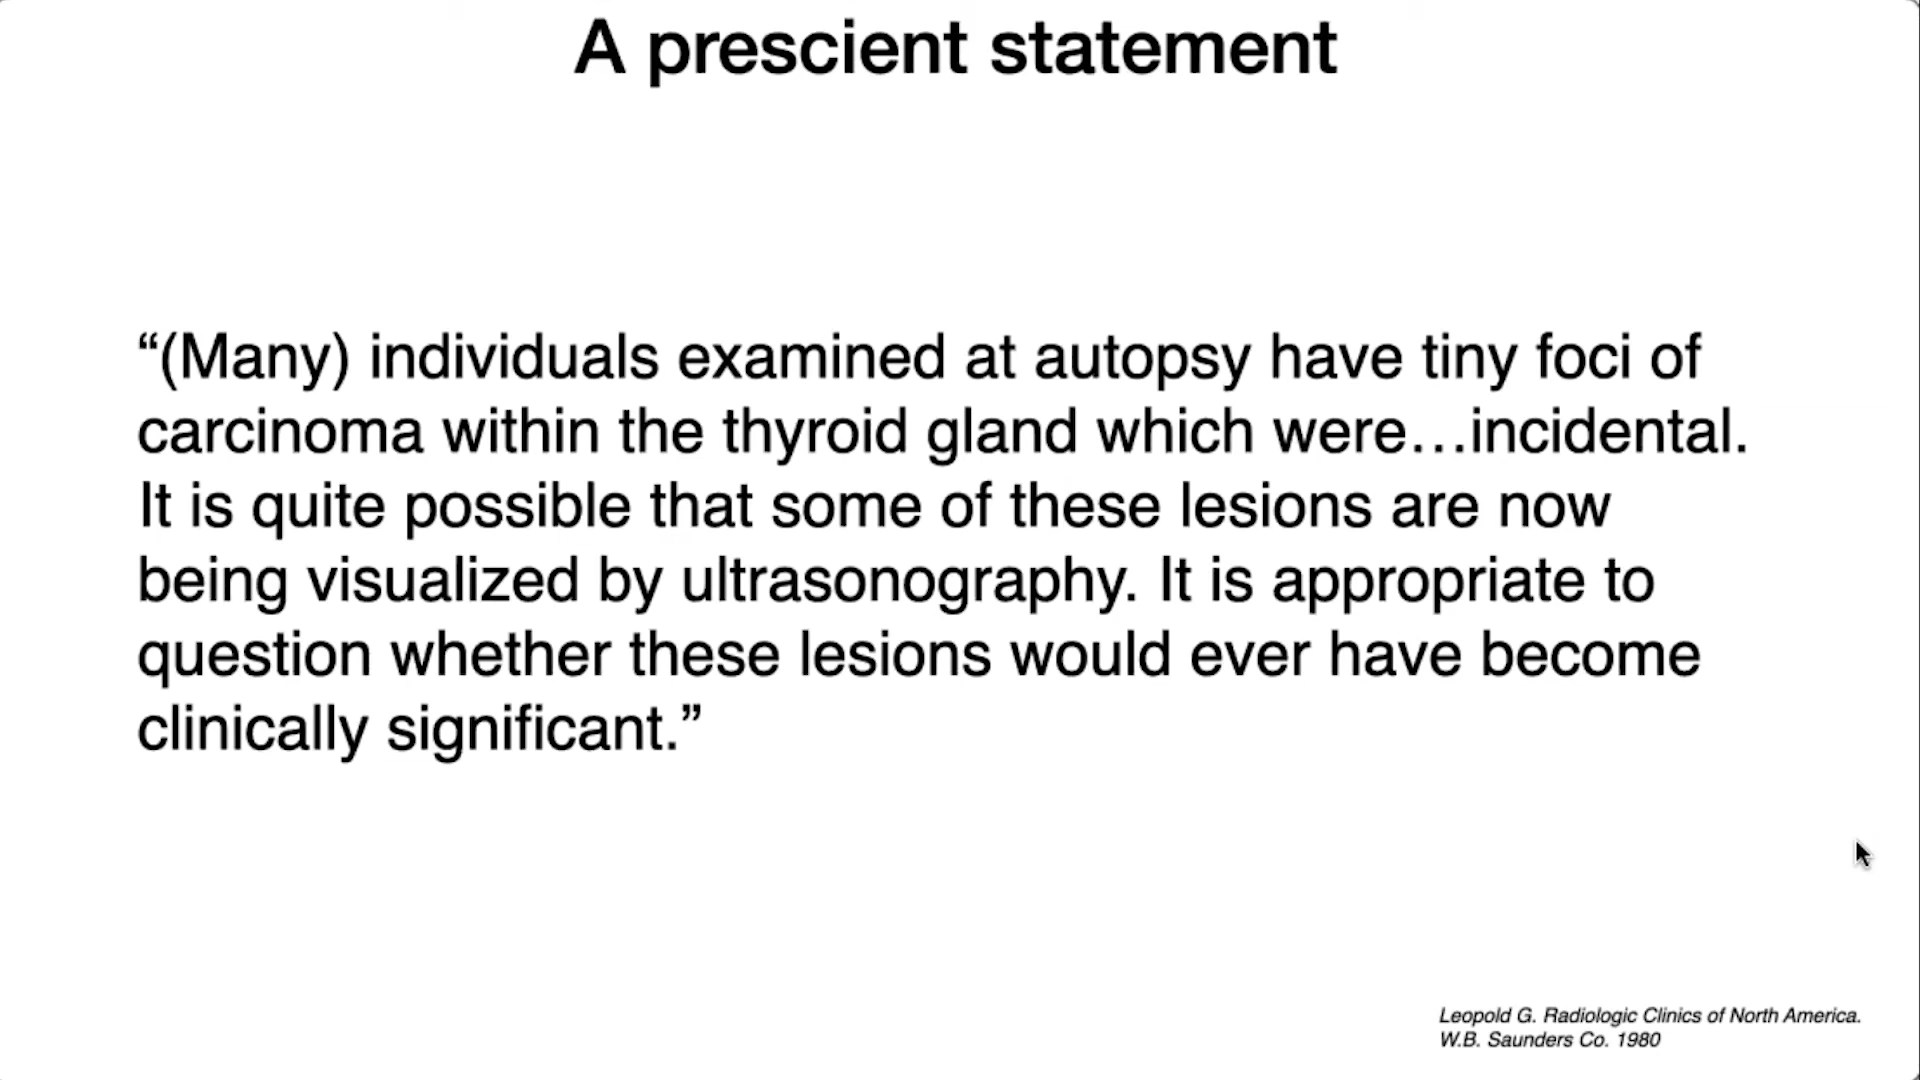 A prescient statement
“(Many) individuals examined at autopsy have tiny foci of
carcinoma within the thyroid gland which were…incidental.
It is quite possible that some of these lesions are now
being visualized by ultrasonography. It is appropriate to
question whether these lesions would ever have become
clinically significant.”
Leopold G. Radiologic Clinics of North America.
W.B. Saunders Co. 1980